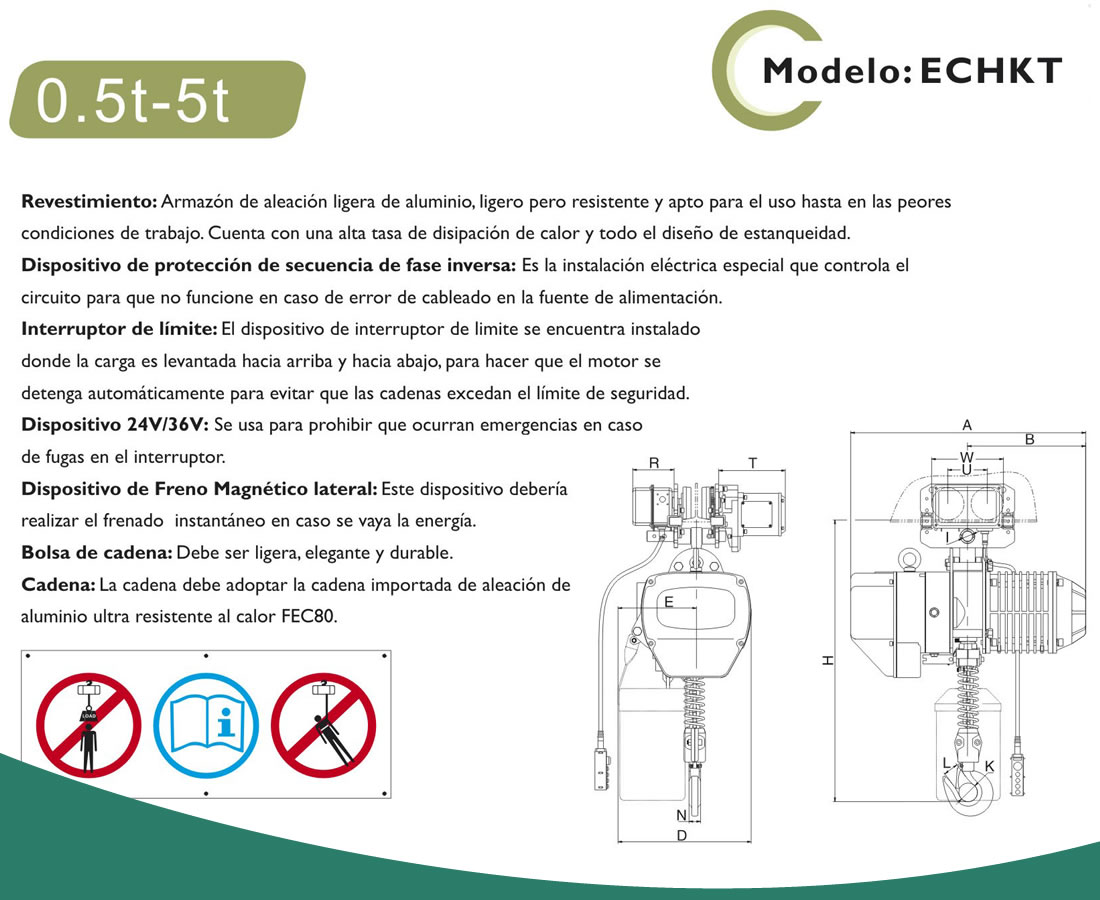 Modelo: ECHKT
0.5t-5t
Revestimiento: Armazón de aleación ligera de aluminio, ligero pero resistente y apto para el uso hasta en las peores
condiciones de trabajo. Cuenta con una alta tasa de disipación de calor y todo el diseño de estanqueidad.
Dispositivo de protección de secuencia de fase inversa: Es la instalación eléctrica especial que controla el
circuito para que no funcione en caso de error de cableado en la fuente de alimentación.
Interruptor de límite: El dispositivo de interruptor de limite se encuentra instalado
donde la carga es levantada hacia arriba y hacia abajo, para hacer que el motor se
detenga automáticamente para evitar que las cadenas excedan el límite de seguridad.
Dispositivo 24V/36V: Se usa para prohibir que ocurran emergencias en caso
de fugas en el interruptor.
Dispositivo de Freno Magnético lateral: Este dispositivo debería
realizar el frenado  instantáneo en caso se vaya la energía.
Bolsa de cadena: Debe ser ligera, elegante y durable.
Cadena: La cadena debe adoptar la cadena importada de aleación de
aluminio ultra resistente al calor FEC80.
LOAD
i
R
T
E
N
D
A
B
W
U
I
H
L
K